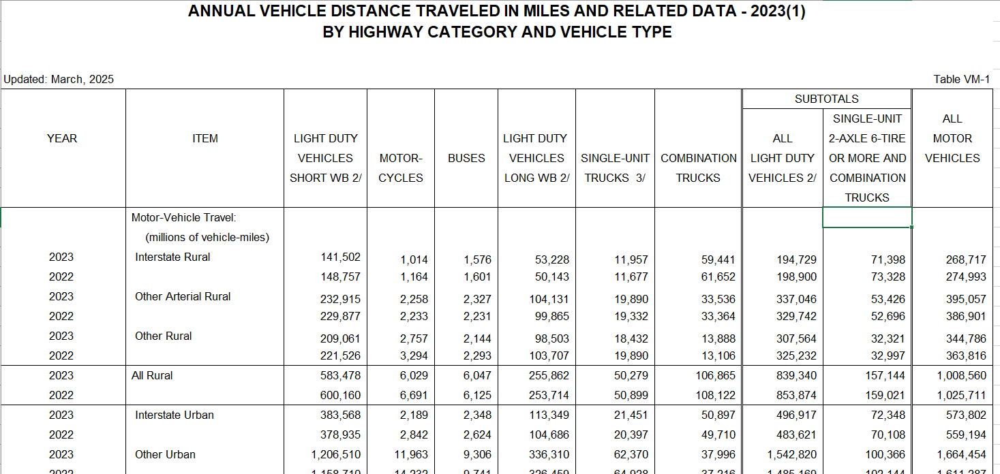 ANNUAL VEHICLE DISTANCE TRAVELED IN MILES AND RELATED DATA - 2023(1)
BY HIGHWAY CATEGORY AND VEHICLE TYPE
Updated: March, 2025 Table VM-1
SUBTOTALS
SINGLE-UNIT ALL
YEAR ITEM LIGHT DUTY LIGHT DUTY ALL 2-AXLE 6-TIRE MOTOR
VEHICLES MOTOR- BUSES VEHICLES SINGLE-UNIT COMBINATION LIGHT DUTY OR MORE AND VEHICLES
SHORT WB 2/ CYCLES LONG WB 2/ TRUCKS 3/ TRUCKS VEHICLES 2/ COMBINATION
TRUCKS
Motor-Vehicle Travel:
(millions of vehicle-miles)
2023 Interstate Rural 141,502 1,014 1,576 53,228 11,957 59,441 194,729 71,398 268,717
2022 148,757 1,164 1,601 50,143 11,677 61,652 198,900 73,328 274,993
2023 Other Arterial Rural 232,915 2,258 2,327 104,131 19,890 33,536 337,046 53,426 395,057
2022 229,877 2,233 2,231 99,865 19,332 33,364 329,742 52,696 386,901
2023 Other Rural 209,061 2,757 2,144 98,503 18,432 13,888 307,564 32,321 344,786
2022 221,526 3,294 2,293 103,707 19,890 13,106 325,232 32,997 363,816
2023 All Rural 583,478 6,029 6,047 255,862 50,279 106,865 839,340 157,144 1,008,560
2022 600,160 6,691 6,125 253,714 50,899 108,122 853,874 159,021 1,025,711
2023 Interstate Urban 383,568 2,189 2,348 113,349 21,451 50,897 496,917 72,348 573,802
2022 378,935 2,842 2,624 104,686 20,397 49,710 483,621 70,108 559,194
2023 Other Urban 1,206,510 11,963 9,306 336,310 62,370 37,996 1,542,820 100,366 1,664,454